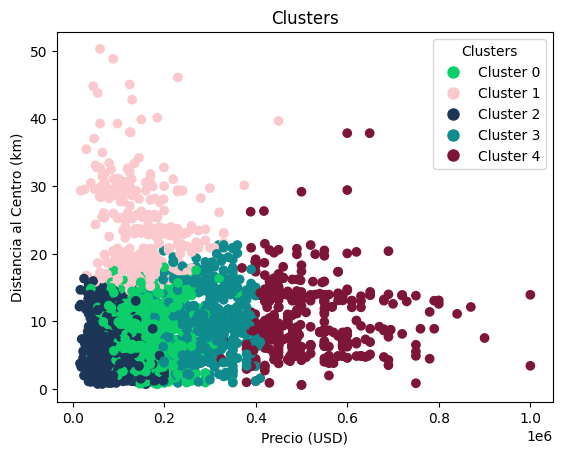 Clusters
50
40
30
20
10
0
Distancia al Centro (km)
Clusters
Cluster 0
Cluster 1
Cluster 2
Cluster 3
Cluster 4
0.0 0.2 0.4 0.6 0.8 1.0
1e6
Precio (USD)